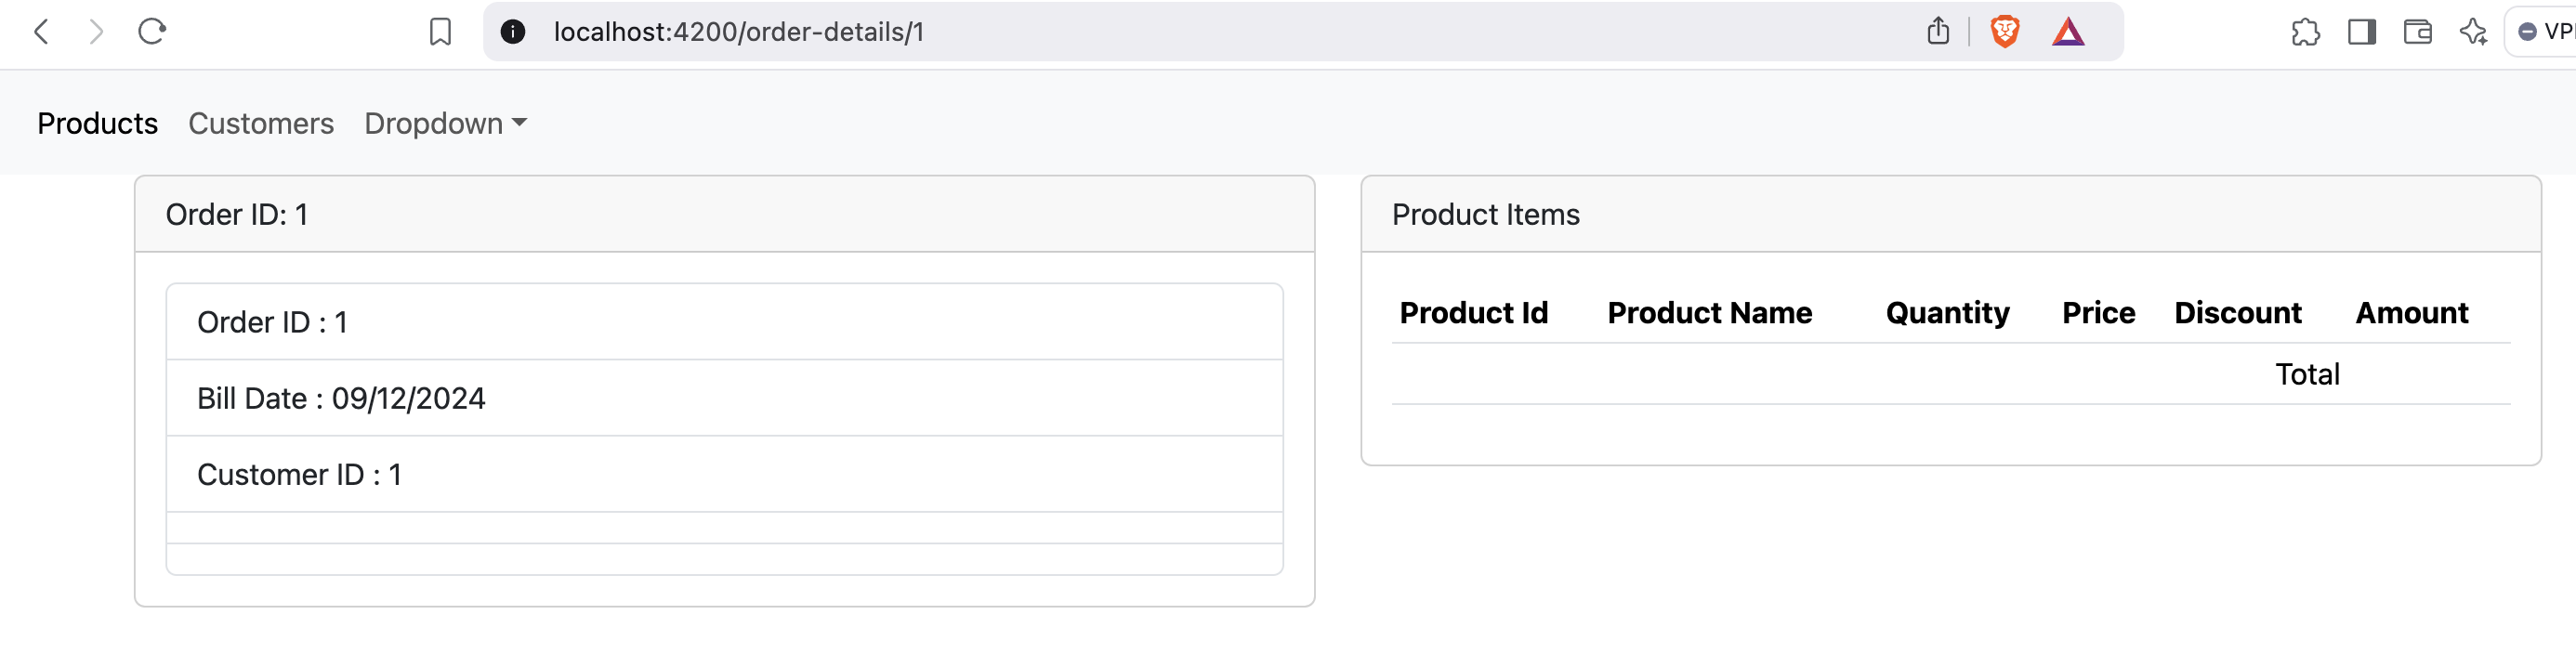 localhost:4200/order-details/1
Products Customers Dropdown
Order ID: 1
Order ID : 1
Bill Date : 09/12/2024
Customer ID : 1
Product Items
Product Id Product Name Quantity Price Discount Amount
Total